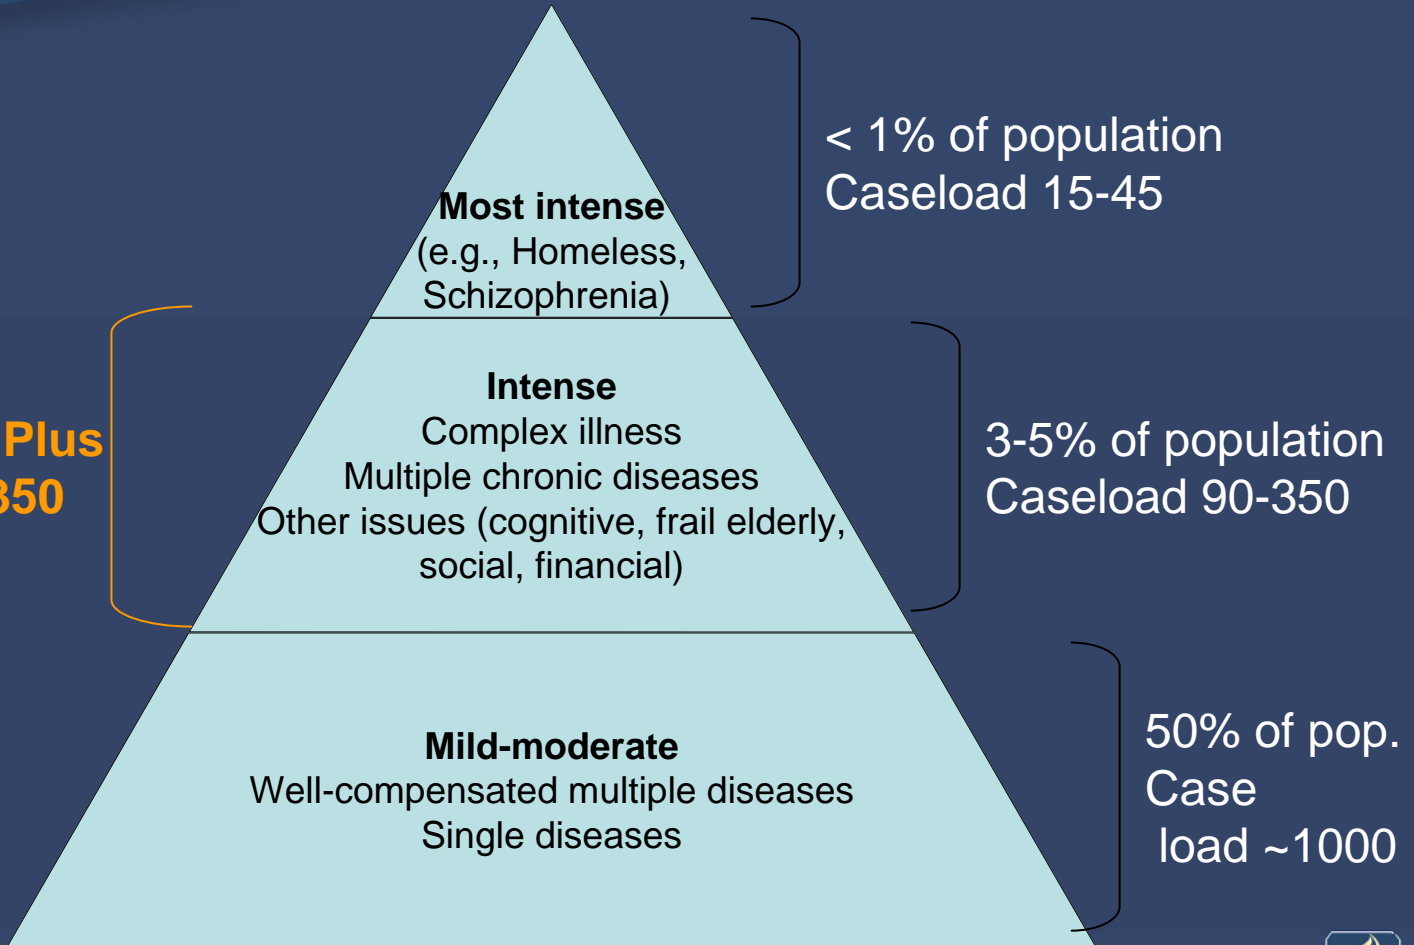 < 1% of population
Caseload 15-45
Most intense
(e.g., Homeless,
Schizophrenia)
Plus
350
Intense
Complex illness
Multiple chronic diseases
Other issues (cognitive, frail elderly,
social, financial)
3-5% of population
Caseload 90-350
Mild-moderate
Well-compensated multiple diseases
Single diseases
50% of pop.
Case
load ~1000